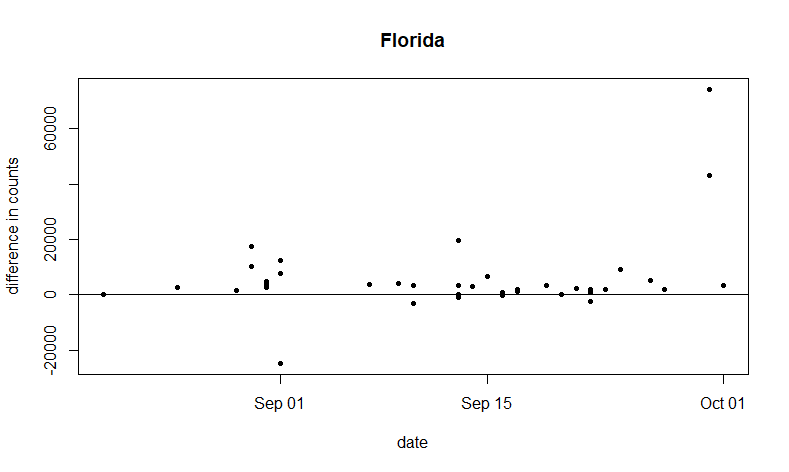 Florida
difference in counts
60000
20000
0
-20000
Sep 01
Sep 15
Oct 01
date